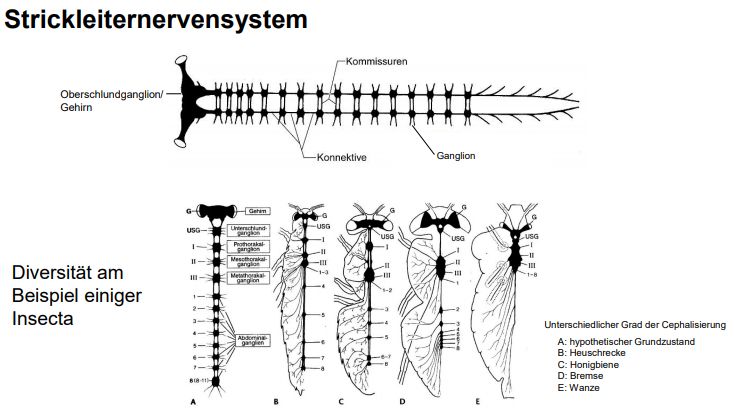 Strickleiternervensystem
Kommissuren
Oberschlundganglion/
Gehirn
Konnektive
Ganglion
Diversität am
Beispiel einiger
Insecta
G
Gehirn
USG
Unterschlund-
ganglion
I
Prothorakal-
ganglion
II
Mesothorakal-
ganglion
III
Metathorakal-
ganglion
1
2
3
4
5
6
7
8 (8-11)
Abdominal-
ganglien
A
G
USG
I
II
III
1-3
4
5
6
7
8
B
G
USG
I
II
III
1-2
3
4
5
6-7
8
C
G
USG
I
II
III
1
2
3
4
5
6
8
D
G
USG
I
II
III
1-8
E
Unterschiedlicher Grad der Cephalisierung
A: hypothetischer Grundzustand
B: Heuschrecke
C: Honigbiene
D: Bremse
E: Wanze